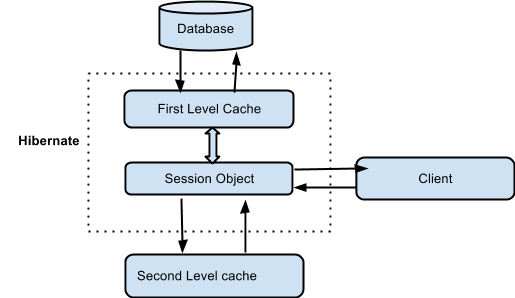 Database
First Level Cache
Hibernate
Session Object
Client
Second Level cache